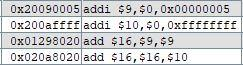 0x20090005 addi $9,$0,0x00000005
0x200affff addi $10,$0,0xffffffff
0x01298020 add $16,$9,$9
0x020a8020 add $16,$16,$10